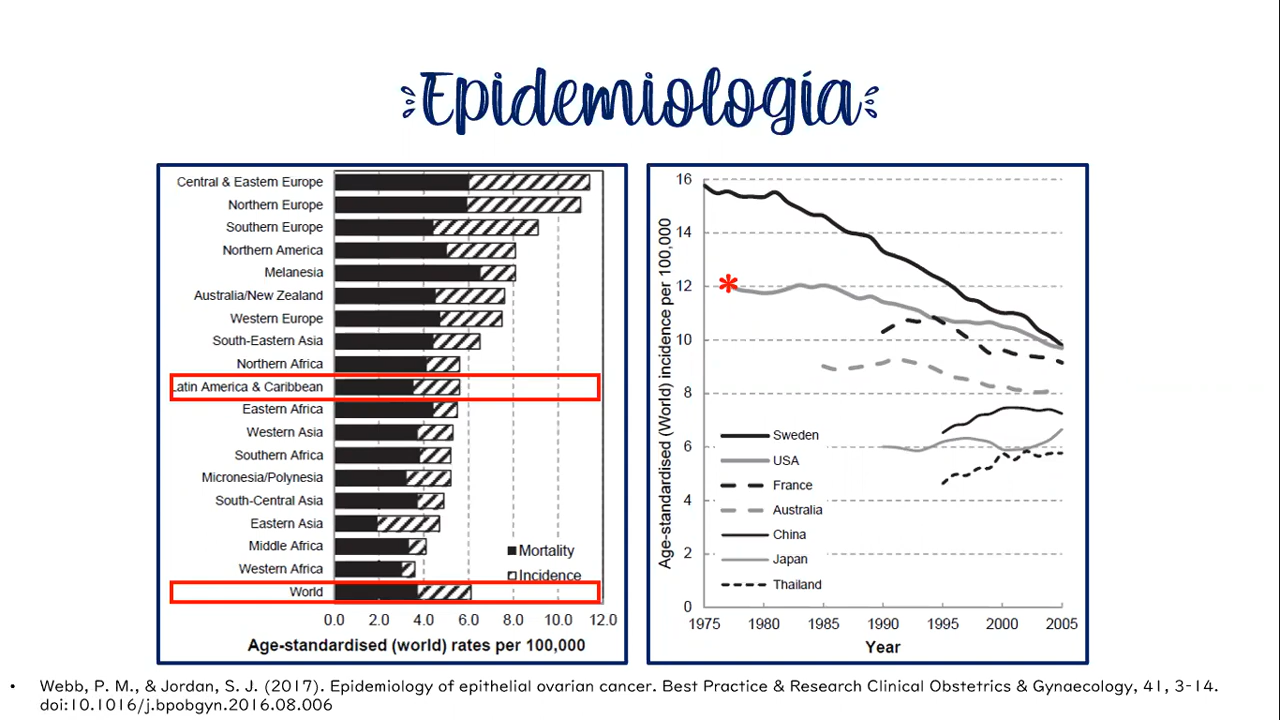 Epidemiología
Central & Eastern Europe
Northern Europe
Southern Europe
Northern America
Melanesia
Australia/New Zealand
Western Europe
South-Eastern Asia
Northern Africa
Latin America & Caribbean
Eastern Africa
Western Asia
Southern Africa
Micronesia/Polynesia
South-Central Asia
Eastern Asia
Middle Africa
Western Africa
World
Mortality
Incidence
0.0 2.0 4.0 6.0 8.0 10.0 12.0
Age-standardised (world) rates per 100,000
Age-standardised (World) incidence per 100,000
16
14
12
10
8
6
4
2
0
*
Sweden
USA
France
Australia
China
Japan
Thailand
1975 1980 1985 1990 1995 2000 2005
Year
• Webb, P. M., & Jordan, S. J. (2017). Epidemiology of epithelial ovarian cancer. Best Practice & Research Clinical Obstetrics & Gynaecology, 41, 3-14.
doi:10.1016/j.bpobgyn.2016.08.006